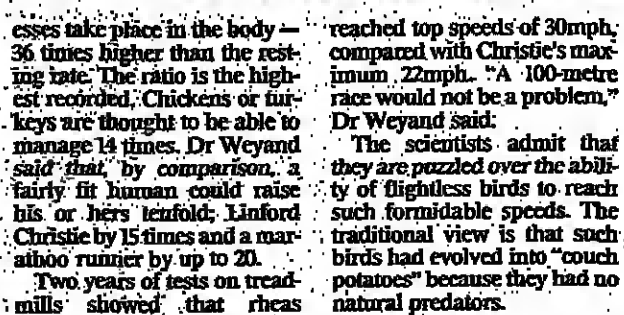 esses take place in the body —
36 times higher than the rest-
ing rate. The ratio is the high-
est recorded, Chickens or tur-
keys are thought to be able to
manage 14 times. Dr Weyand
said that, by comparison, a
fairly fit human could raise
his or hers tenfold; Linford
Christie by 15 times and a mar-
athoo runner by up to 20.
Two years of tests on tread-
mills showed that rheas
reached top speeds of 30mph,
compared with Christie's max-
imum 22mph. "A 100-metre
race would not be a problem,"
Dr Weyand said.
The scientists admit that
they are puzzled over the abili-
ty of flightless birds to reach
such formidable speeds. The
traditional view is that such
birds had evolved into "couch
potatoes" because they had no
natural predators.